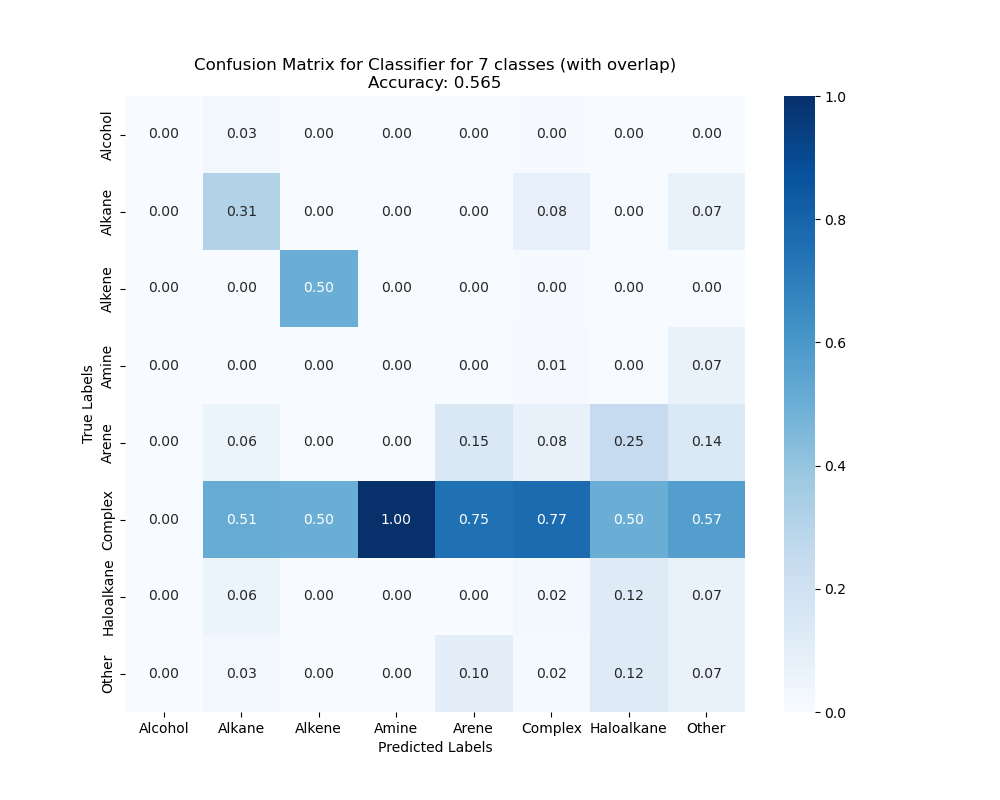 Confusion Matrix for Classifier for 7 classes (with overlap)
Accuracy: 0.565
True Labels
Alcohol 0.00 0.03 0.00 0.00 0.00 0.00 0.00 0.00
Alkane 0.00 0.31 0.00 0.00 0.00 0.08 0.00 0.07
Alkene 0.00 0.00 0.50 0.00 0.00 0.00 0.00 0.00
Amine 0.00 0.00 0.00 0.00 0.00 0.01 0.00 0.07
Arene 0.00 0.06 0.00 0.00 0.15 0.08 0.25 0.14
Complex 0.00 0.51 0.50 1.00 0.75 0.77 0.50 0.57
Haloalkane 0.00 0.06 0.00 0.00 0.00 0.02 0.12 0.07
Other 0.00 0.03 0.00 0.00 0.10 0.02 0.12 0.07
Alcohol Alkane Alkene Amine Arene Complex Haloalkane Other
Predicted Labels
1.0
0.8
0.6
0.4
0.2
0.0